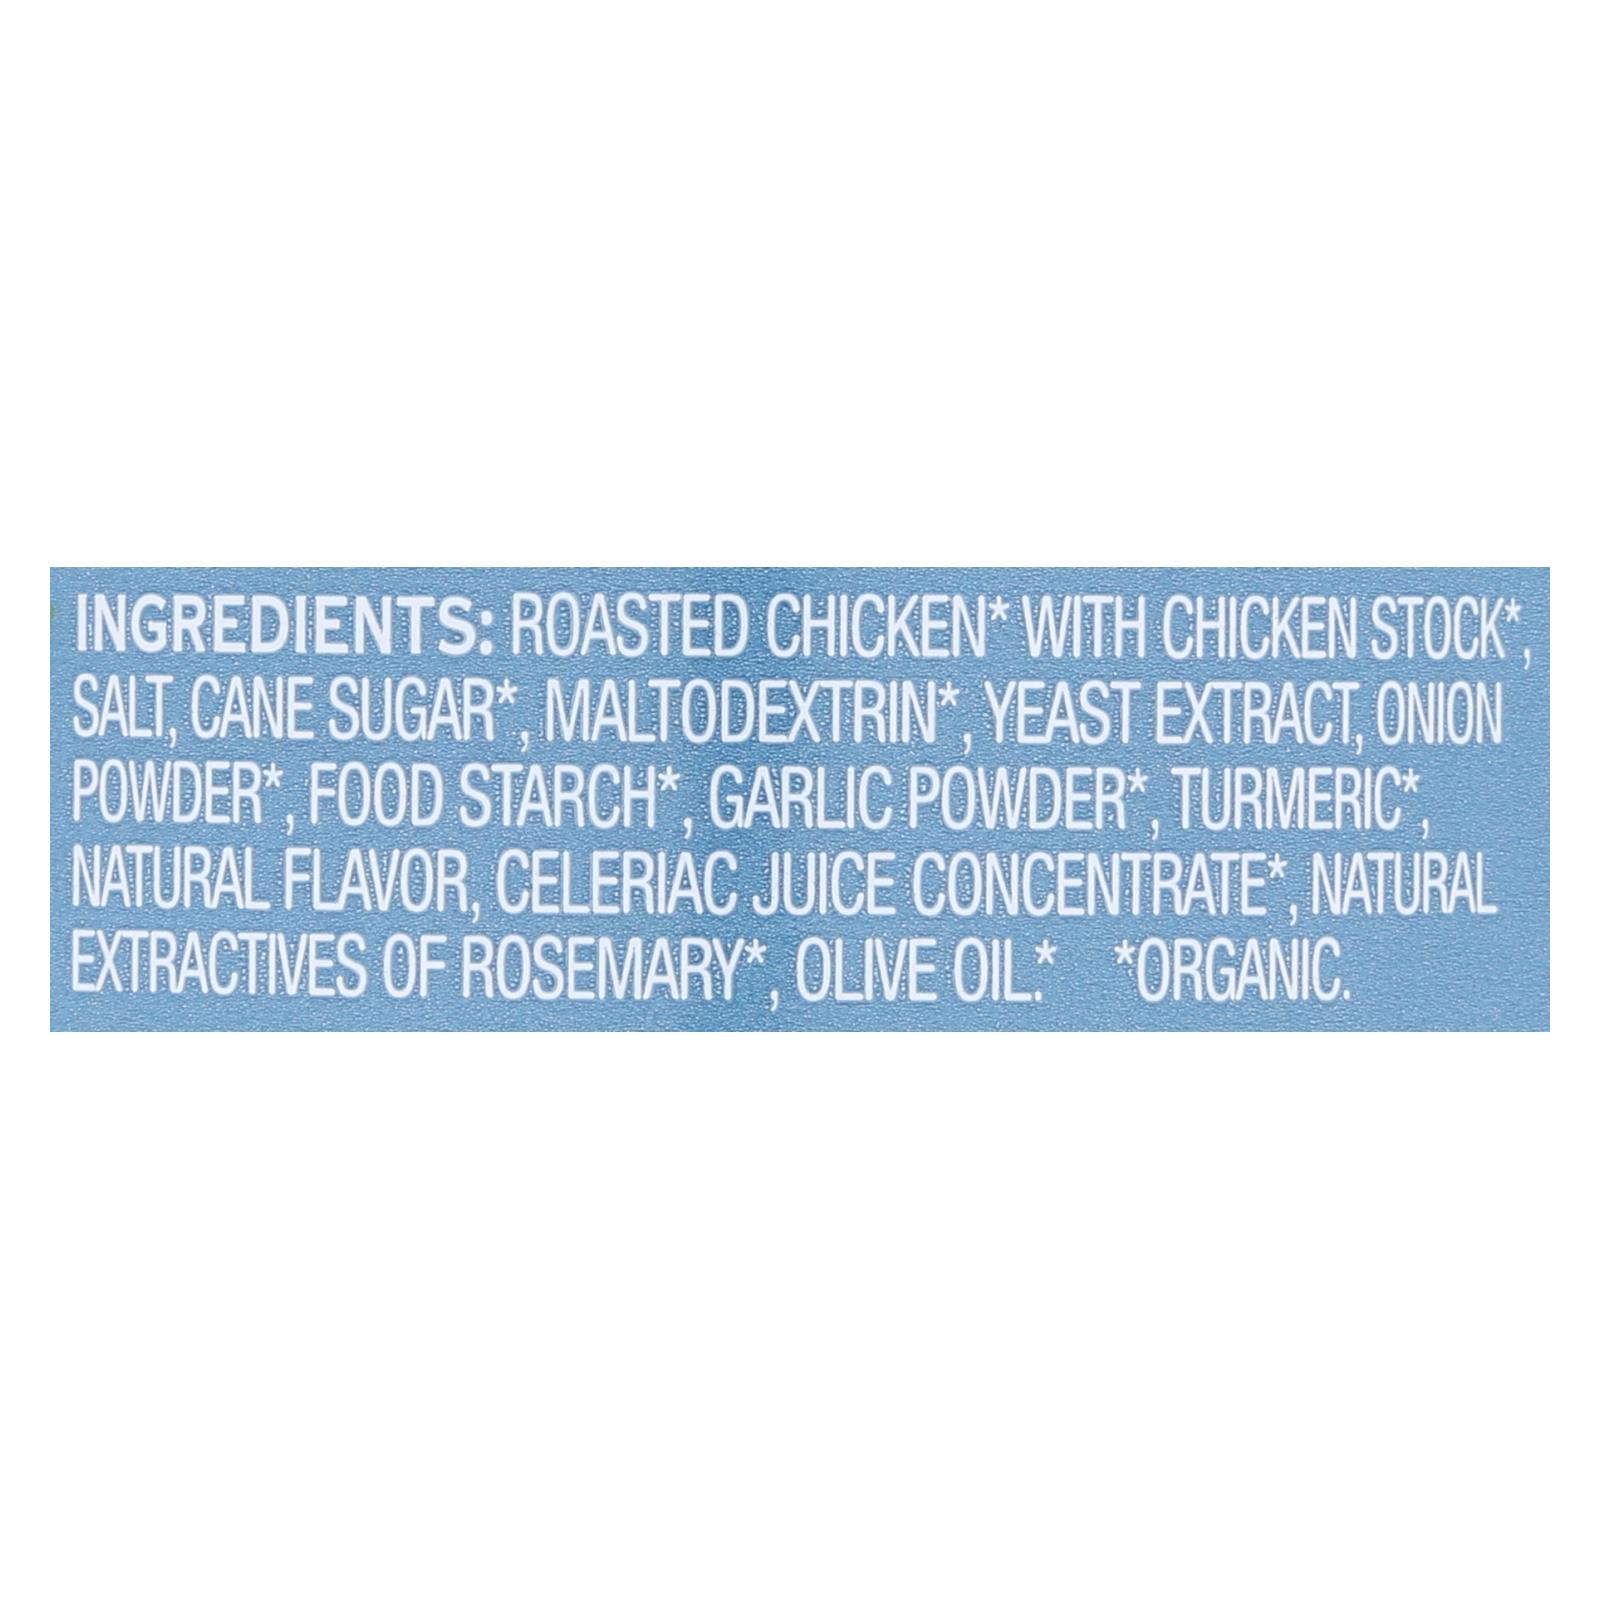 INGREDIENTS: ROASTED CHICKEN* WITH CHICKEN STOCK*,
SALT, CANE SUGAR*, MALTODEXTRIN*, YEAST EXTRACT, ONION
POWDER*, FOOD STARCH*, GARLIC POWDER*, TURMERIC*,
NATURAL FLAVOR, CELERIAC JUICE CONCENTRATE*, NATURAL
EXTRACTIVES OF ROSEMARY*, OLIVE OIL.* *ORGANIC.